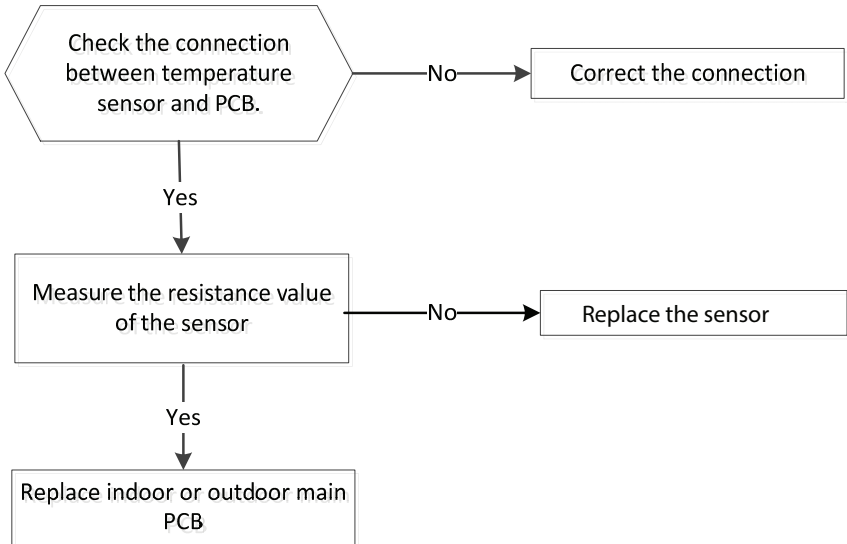 Check the connection
between temperature
sensor and PCB.
No
Correct the connection
Yes
Measure the resistance value
of the sensor
No
Replace the sensor
Yes
Replace indoor or outdoor main
PCB